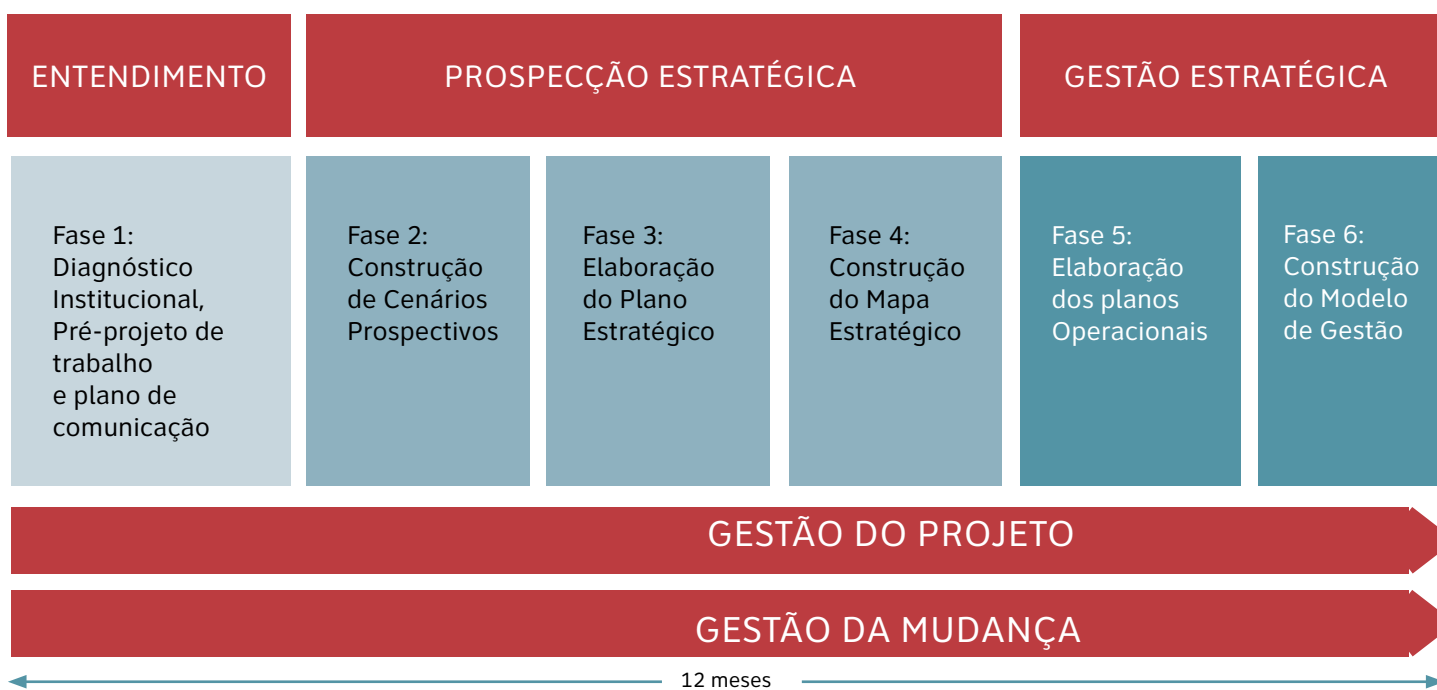 ENTENDIMENTO
PROSPECÇÃO ESTRATÉGICA
GESTÃO ESTRATÉGICA
Fase 1:
Diagnóstico
Institucional,
Pré-projeto de
trabalho
e plano de
comunicação
Fase 2:
Construção
de Cenários
Prospectivos
Fase 3:
Elaboração
do Plano
Estratégico
Fase 4:
Construção
do Mapa
Estratégico
Fase 5:
Elaboração
dos planos
Operacionais
Fase 6:
Construção
do Modelo
de Gestão
GESTÃO DO PROJETO
GESTÃO DA MUDANÇA
12 meses